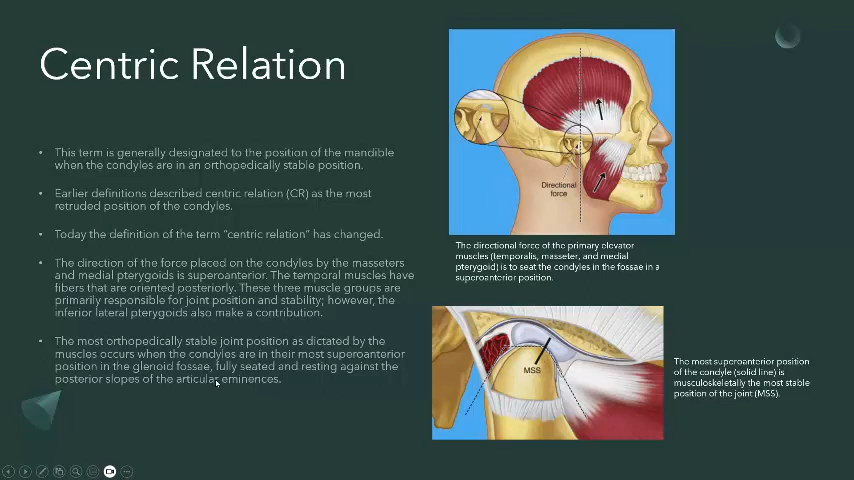 Centric Relation
• This term is generally designated to the position of the mandible
when the condyles are in an orthopedically stable position.
• Earlier definitions described centric relation (CR) as the most
retruded position of the condyles.
• Today the definition of the term "centric relation" has changed.
• The direction of the force placed on the condyles by the masseters
and medial pterygoids is superoanterior. The temporal muscles have
fibers that are oriented posteriorly. These three muscle groups are
primarily responsible for joint position and stability; however, the
inferior lateral pterygoids also make a contribution.
• The most orthopedically stable joint position as dictated by the
muscles occurs when the condyles are in their most superoanterior
position in the glenoid fossae, fully seated and resting against the
posterior slopes of the articular eminences.
Directional
force
The directional force of the primary elevator
muscles (temporalis, masseter, and medial
pterygoid) is to seat the condyles in the fossae in a
superoanterior position.
MSS
The most superoanterior position
of the condyle (solid line) is
musculoskeletally the most stable
position of the joint (MSS).